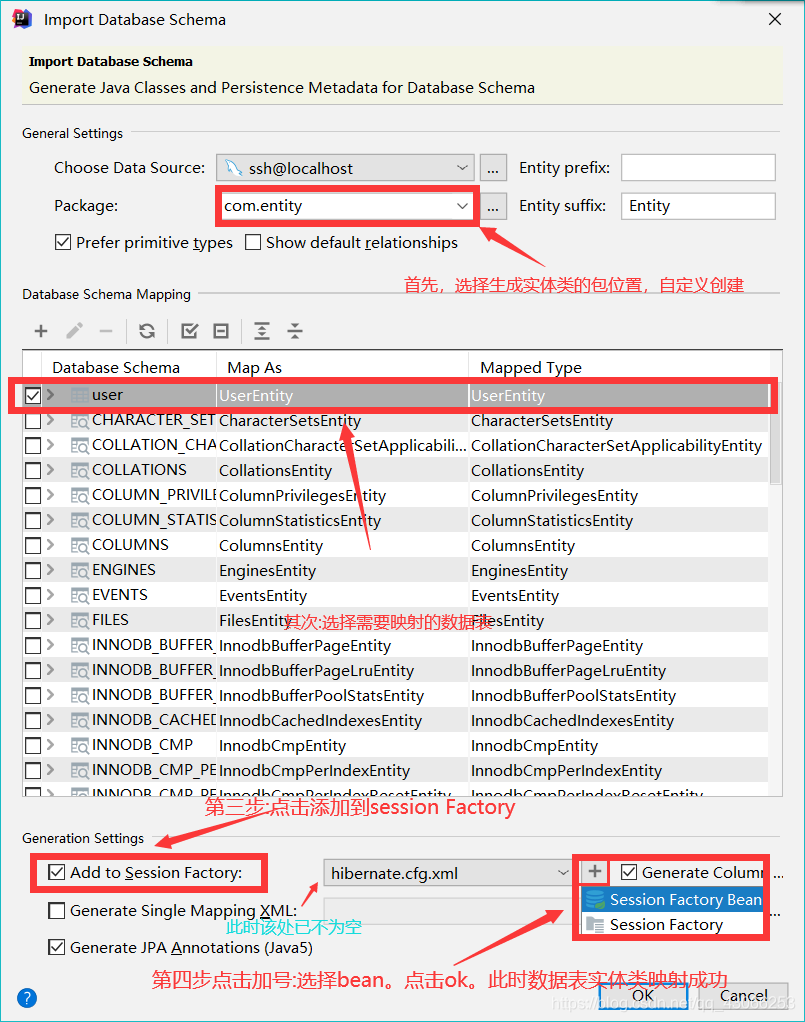 Import Database Schema
Import Database Schema
Generate Java Classes and Persistence Metadata for Database Schema
General Settings
Choose Data Source: ssh@localhost ... Entity prefix:
Package: com.entity ... Entity suffix: Entity
Prefer primitive types Show default relationships
首先，选择生成实体类的包位置，自定义创建
Database Schema Mapping
Database Schema Map As Mapped Type
user UserEntity UserEntity
CHARACTER_SET CharacterSetsEntity CharacterSetsEntity
COLLATION_CHA CollationCharacterSetApplicabili... CollationCharacterSetApplicabilityEntity
COLLATIONS CollationsEntity CollationsEntity
COLUMN_PRIVILE ColumnPrivilegesEntity ColumnPrivilegesEntity
COLUMN_STATIS ColumnStatisticsEntity ColumnStatisticsEntity
COLUMNS ColumnsEntity ColumnsEntity
ENGINES EnginesEntity EnginesEntity
EVENTS EventsEntity EventsEntity
FILES FilesEntity FilesEntity
其次:选择需要映射的数据表
INNODB_BUFFER_ InnodbBufferPageEntity InnodbBufferPageEntity
INNODB_BUFFER_ InnodbBufferPageLruEntity InnodbBufferPageLruEntity
INNODB_BUFFER_ InnodbBufferPoolStatsEntity InnodbBufferPoolStatsEntity
INNODB_CACHED InnodbCachedIndexesEntity InnodbCachedIndexesEntity
INNODB_CMP InnodbCmpEntity InnodbCmpEntity
INNODB_CMP_PE InnodbCmpPerIndexEntity InnodbCmpPerIndexEntity
INNODB_CMP_PE InnodbCmpPerIndexResetEntity InnodbCmpPerIndexResetEntity
第三步:点击添加到session Factory
Generation Settings
Add to Session Factory: hibernate.cfg.xml Generate Column ...
Session Factory Bean
Generate Single Mapping XML: ...
Session Factory
此时该处已不为空
Generate JPA Annotations (Java5)
第四步点击加号:选择bean。点击ok。此时数据表实体类映射成功
OK Cancel